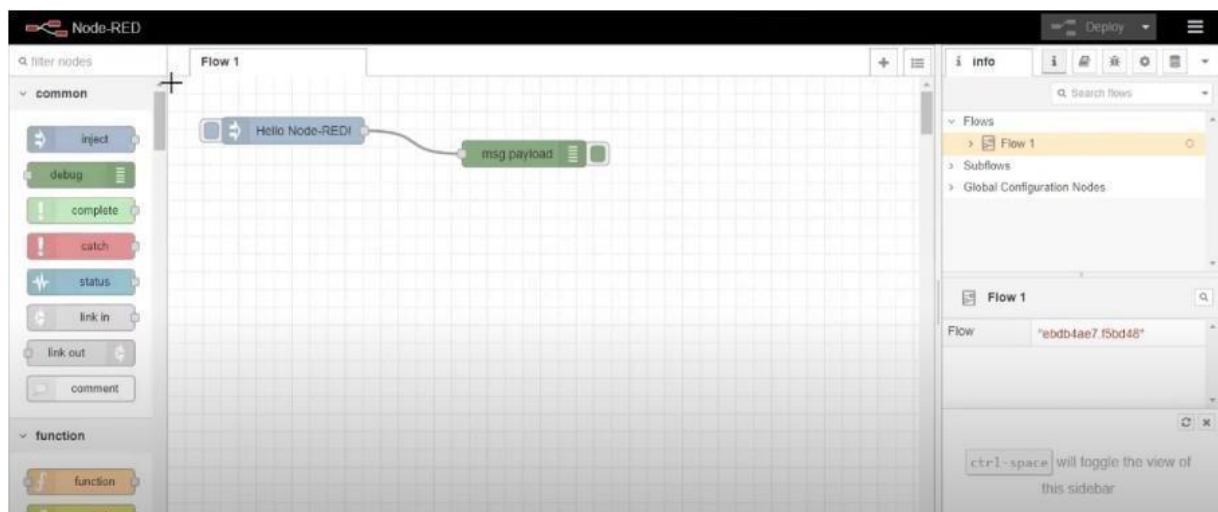 Node-RED
Deploy
filter nodes
Flow 1
i info
i
Search flows
common
inject
debug
complete
catch
status
link in
link out
comment
function
function
Hello Node-RED!
msg.payload
Flows
Flow 1
Subflows
Global Configuration Nodes
Flow 1
Flow "ebdb4ae7.f5bd48"
ctrl-space will toggle the view of
this sidebar